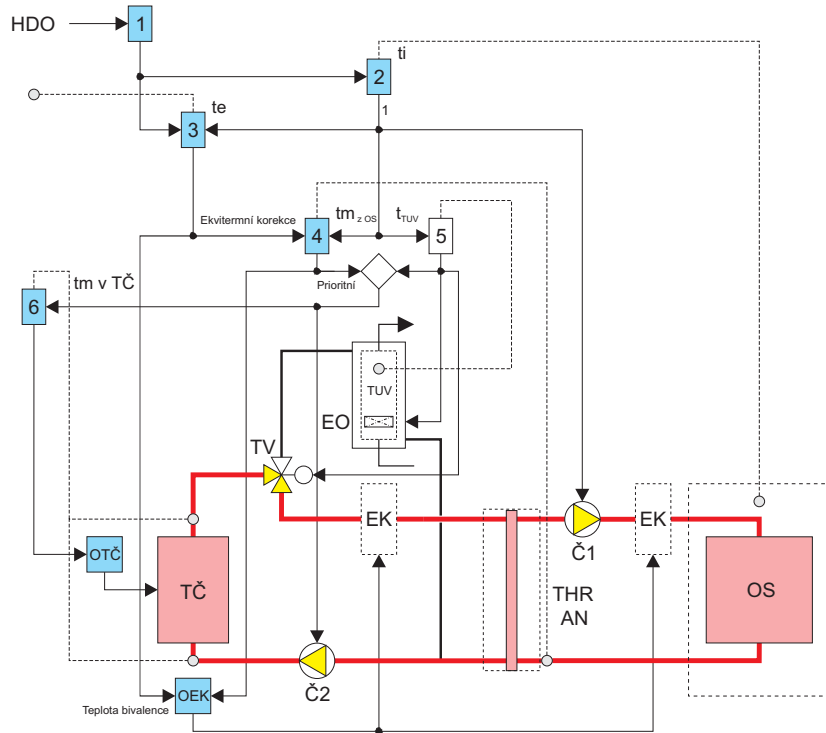 HDO
1
ti
2
te
1
3
Ekvitermní korekce
tm z OS
tTUV
4
5
tm v TČ
Prioritní
6
TUV
EO
TV
EK
EK
Č1
OTČ
TČ
THR
AN
OS
Č2
OEK
Teplota bivalence